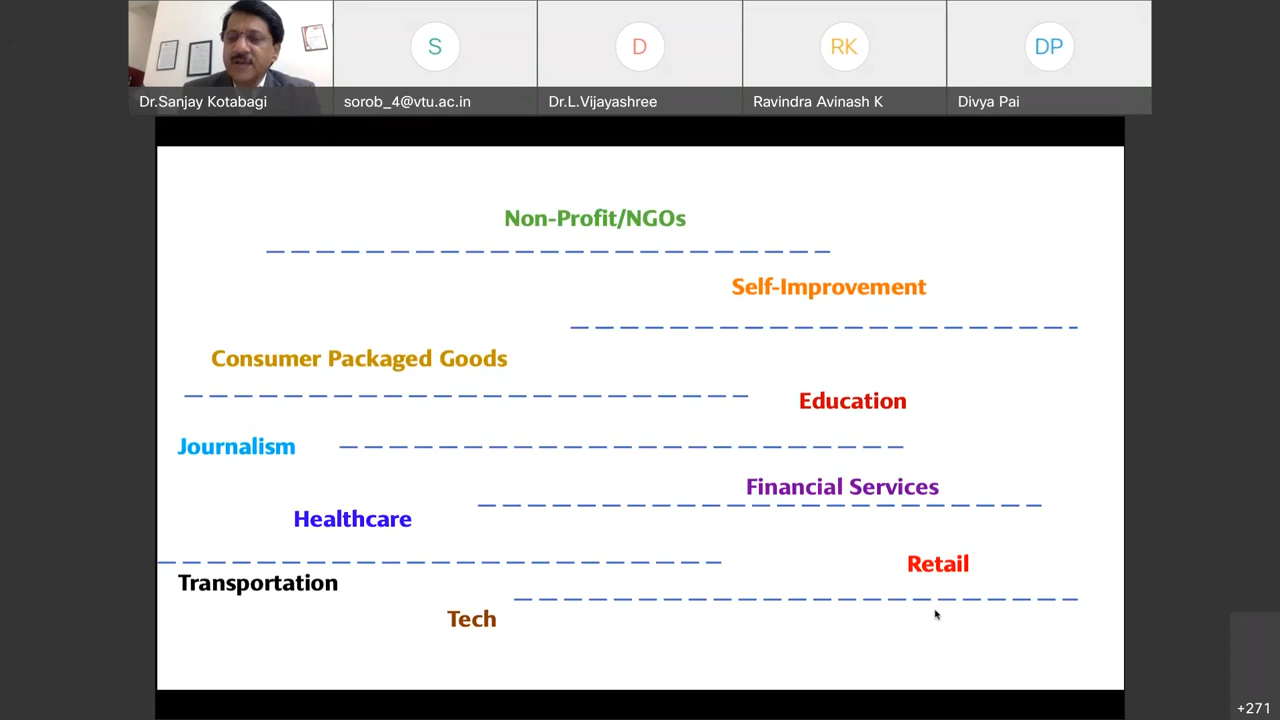 Dr.Sanjay Kotabagi
S
sorob_4@vtu.ac.in
D
Dr.L.Vijayashree
RK
Ravindra Avinash K
DP
Divya Pai
Non-Profit/NGOs
Self-Improvement
Consumer Packaged Goods
Education
Journalism
Financial Services
Healthcare
Retail
Transportation
Tech
+271